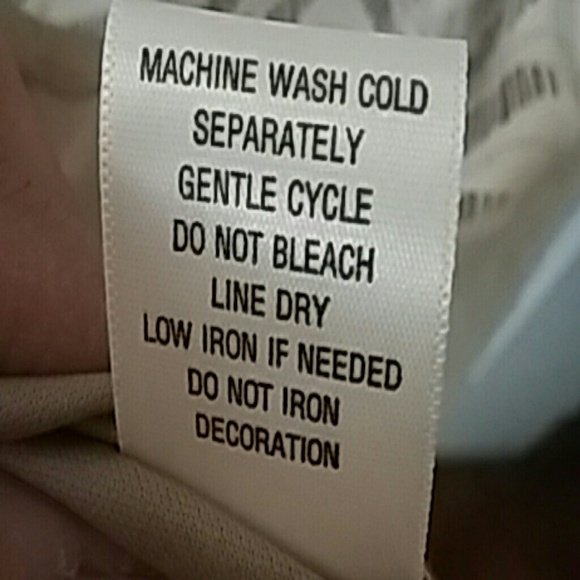 MACHINE WASH COLD
SEPARATELY
GENTLE CYCLE
DO NOT BLEACH
LINE DRY
LOW IRON IF NEEDED
DO NOT IRON
DECORATION